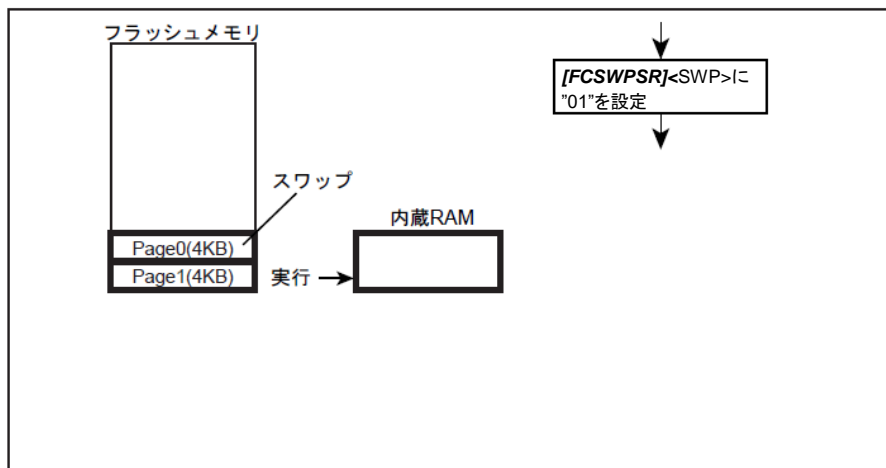 フラッシュメモリ
[FCSWPSR]<SWP>に
”01”を設定
スワップ
内蔵RAM
Page0(4KB)
Page1(4KB)
実行